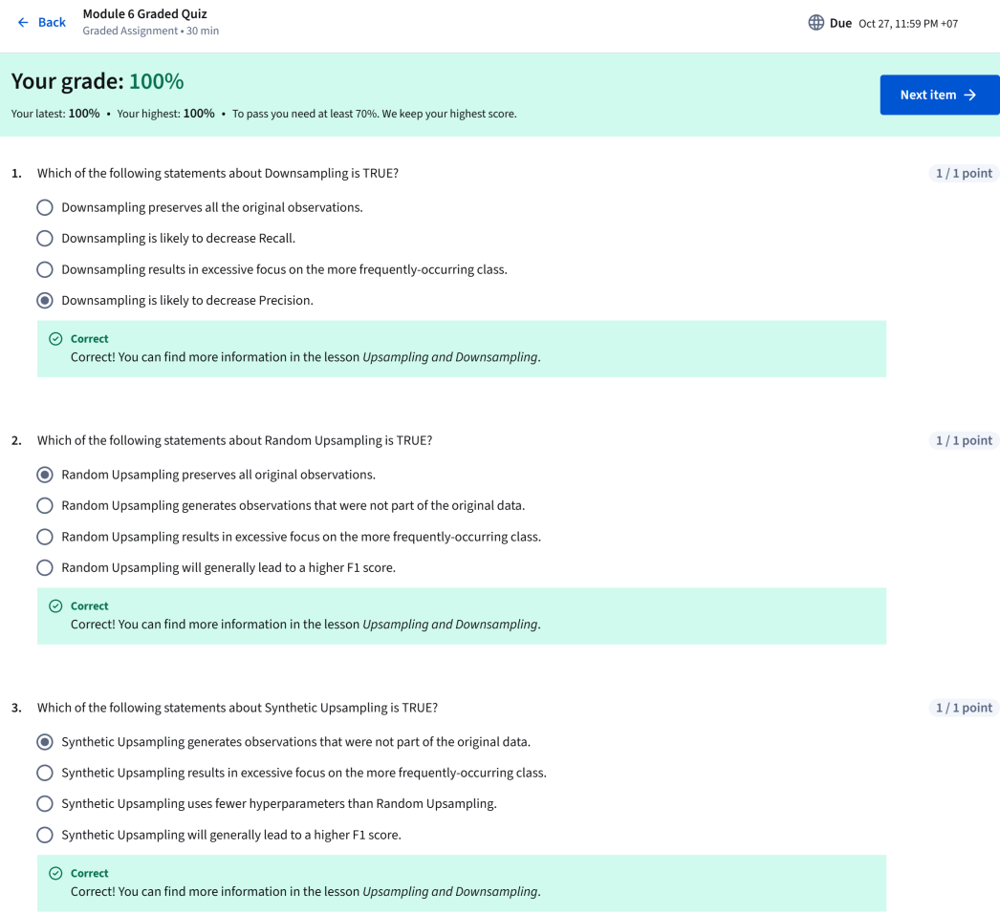 Back
Module 6 Graded Quiz
Graded Assignment • 30 min
Due Oct 27, 11:59 PM +07
Your grade: 100%
Your latest: 100% • Your highest: 100% • To pass you need at least 70%. We keep your highest score.
Next item
1. Which of the following statements about Downsampling is TRUE?
1 / 1 point
Downsampling preserves all the original observations.
Downsampling is likely to decrease Recall.
Downsampling results in excessive focus on the more frequently-occurring class.
Downsampling is likely to decrease Precision.
Correct
Correct! You can find more information in the lesson Upsampling and Downsampling.
2. Which of the following statements about Random Upsampling is TRUE?
1 / 1 point
Random Upsampling preserves all original observations.
Random Upsampling generates observations that were not part of the original data.
Random Upsampling results in excessive focus on the more frequently-occurring class.
Random Upsampling will generally lead to a higher F1 score.
Correct
Correct! You can find more information in the lesson Upsampling and Downsampling.
3. Which of the following statements about Synthetic Upsampling is TRUE?
1 / 1 point
Synthetic Upsampling generates observations that were not part of the original data.
Synthetic Upsampling results in excessive focus on the more frequently-occurring class.
Synthetic Upsampling uses fewer hyperparameters than Random Upsampling.
Synthetic Upsampling will generally lead to a higher F1 score.
Correct
Correct! You can find more information in the lesson Upsampling and Downsampling.